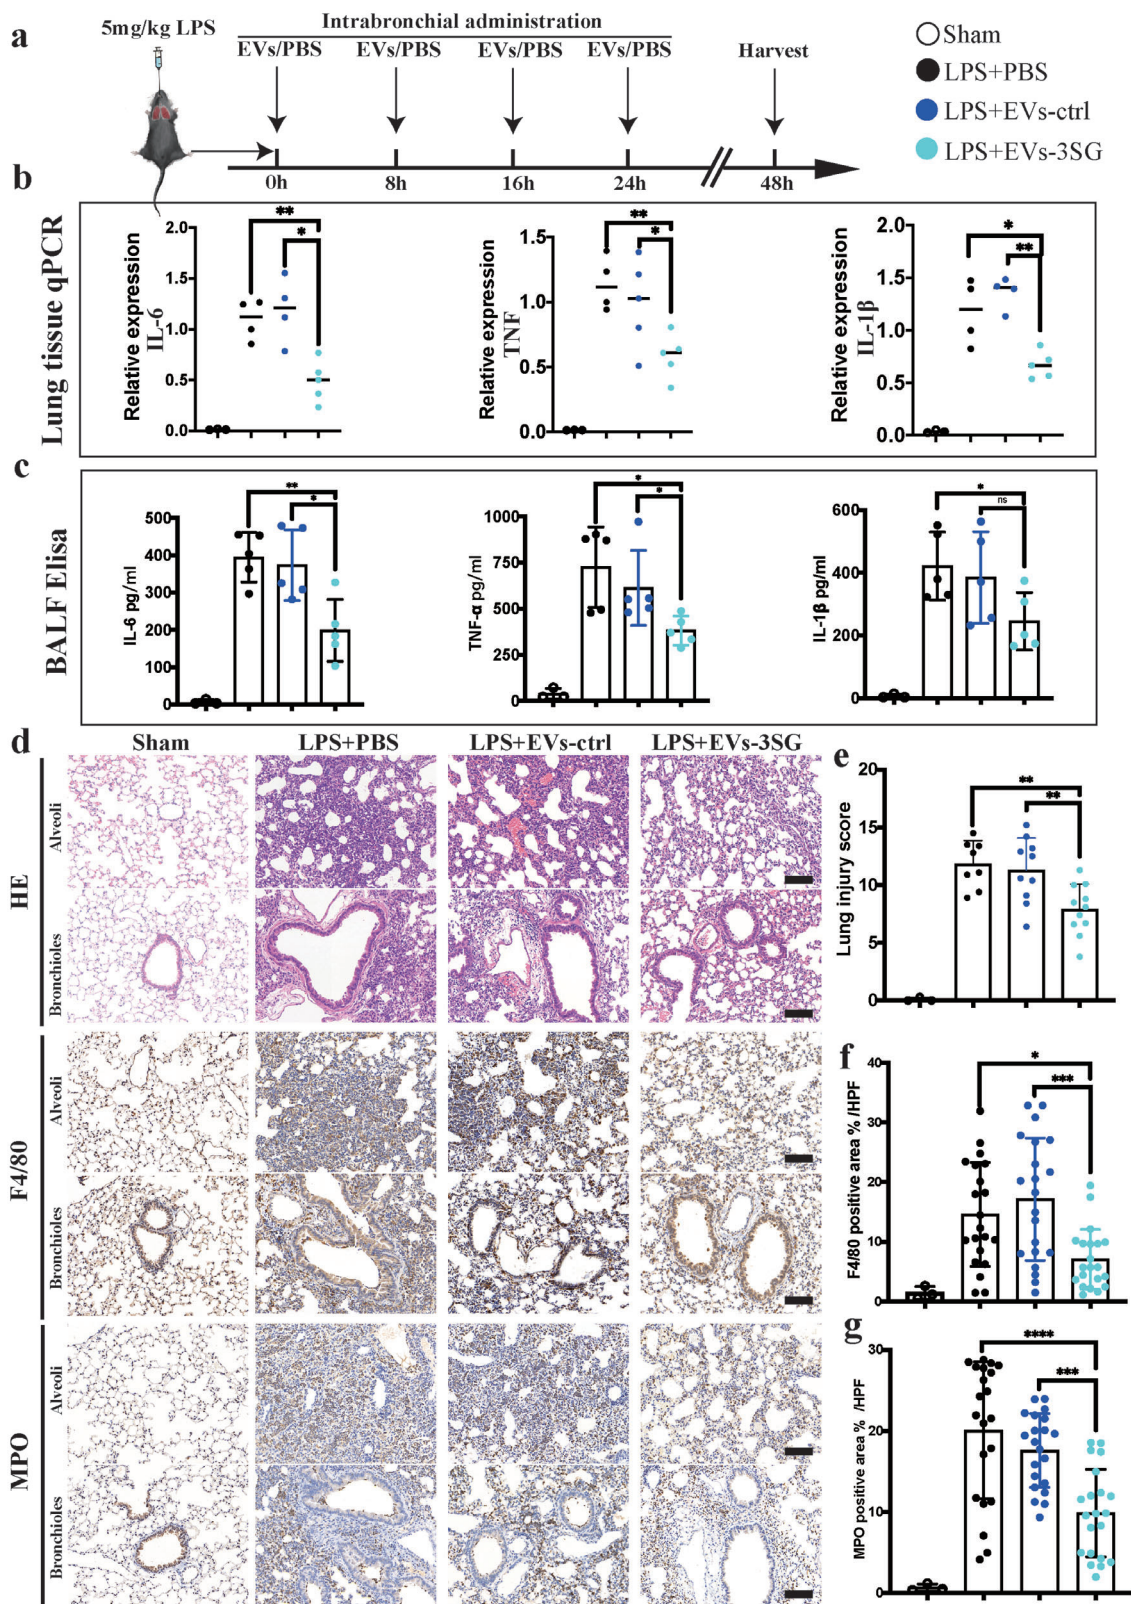 a
5mg/kg LPS
Intrabronchial administration
EVs/PBS EVs/PBS EVs/PBS EVs/PBS Harvest
0h 8h 16h 24h 48h
Sham
LPS+PBS
LPS+EVs-ctrl
LPS+EVs-3SG
b
Lung tissue qPCR
Relative expression
IL-6
2.0
1.5
1.0
0.5
0.0
**
*
Relative expression
TNF
1.5
1.0
0.5
0.0
**
*
Relative expression
IL-1β
2.0
1.5
1.0
0.5
0.0
*
**
c
BALF Elisa
IL-6 pg/ml
500
400
300
200
100
0
**
*
TNF-α pg/ml
1000
750
500
250
0
*
*
IL-1β pg/ml
600
400
200
0
*
ns
d
Sham LPS+PBS LPS+EVs-ctrl LPS+EVs-3SG
HE
Alveoli
Bronchioles
F4/80
Alveoli
Bronchioles
MPO
Alveoli
Bronchioles
e
Lung injury score
20
15
10
5
0
**
**
f
F4/80 positive area % /HPF
40
30
20
10
0
*
***
g
MPO positive area % /HPF
30
20
10
0
****
***